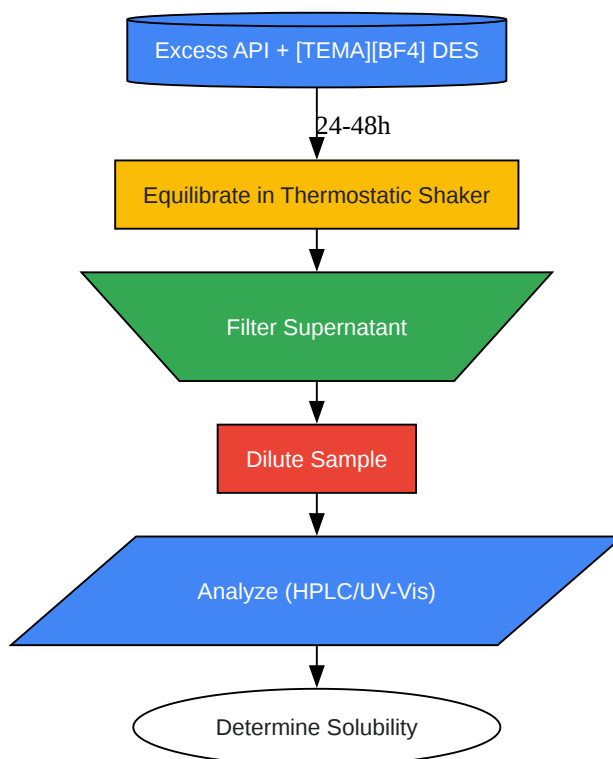 Excess API + [TEMA][BF4] DES
24-48h
Equilibrate in Thermostatic Shaker
Filter Supernatant
Dilute Sample
Analyze (HPLC/UV-Vis)
Determine Solubility